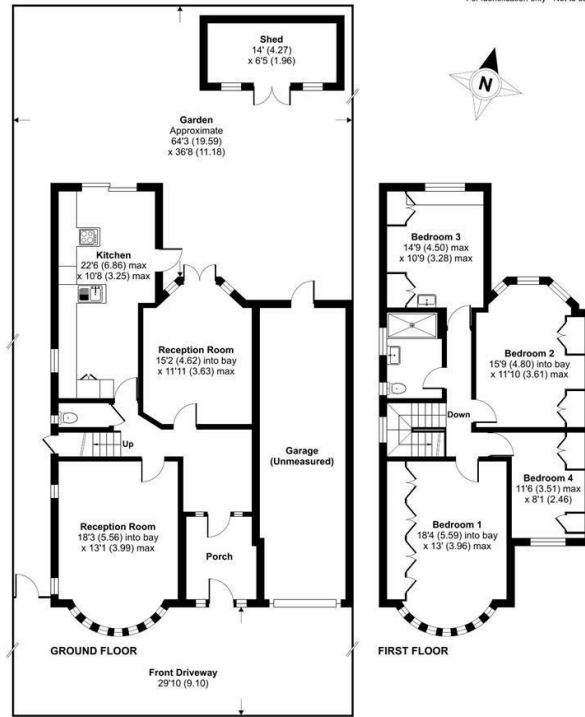 Shed
14' (4.27)
x 6'5 (1.96)
N
Garden
Approximate
64'3 (19.59)
x 36'8 (11.18)
Kitchen
22'6 (6.86) max
x 10'8 (3.25) max
Reception Room
15'2 (4.62) into bay
x 11'11 (3.63) max
Garage
(Unmeasured)
Up
Reception Room
18'3 (5.56) into bay
x 13'1 (3.99) max
Porch
GROUND FLOOR
Front Driveway
29'10 (9.10)
Bedroom 3
14'9 (4.50) max
x 10'9 (3.28) max
Bedroom 2
15'9 (4.80) into bay
x 11'10 (3.61) max
Down
Bedroom 4
11'6 (3.51) max
x 8'1 (2.46)
Bedroom 1
18'4 (5.59) into bay
x 13' (3.96) max
FIRST FLOOR